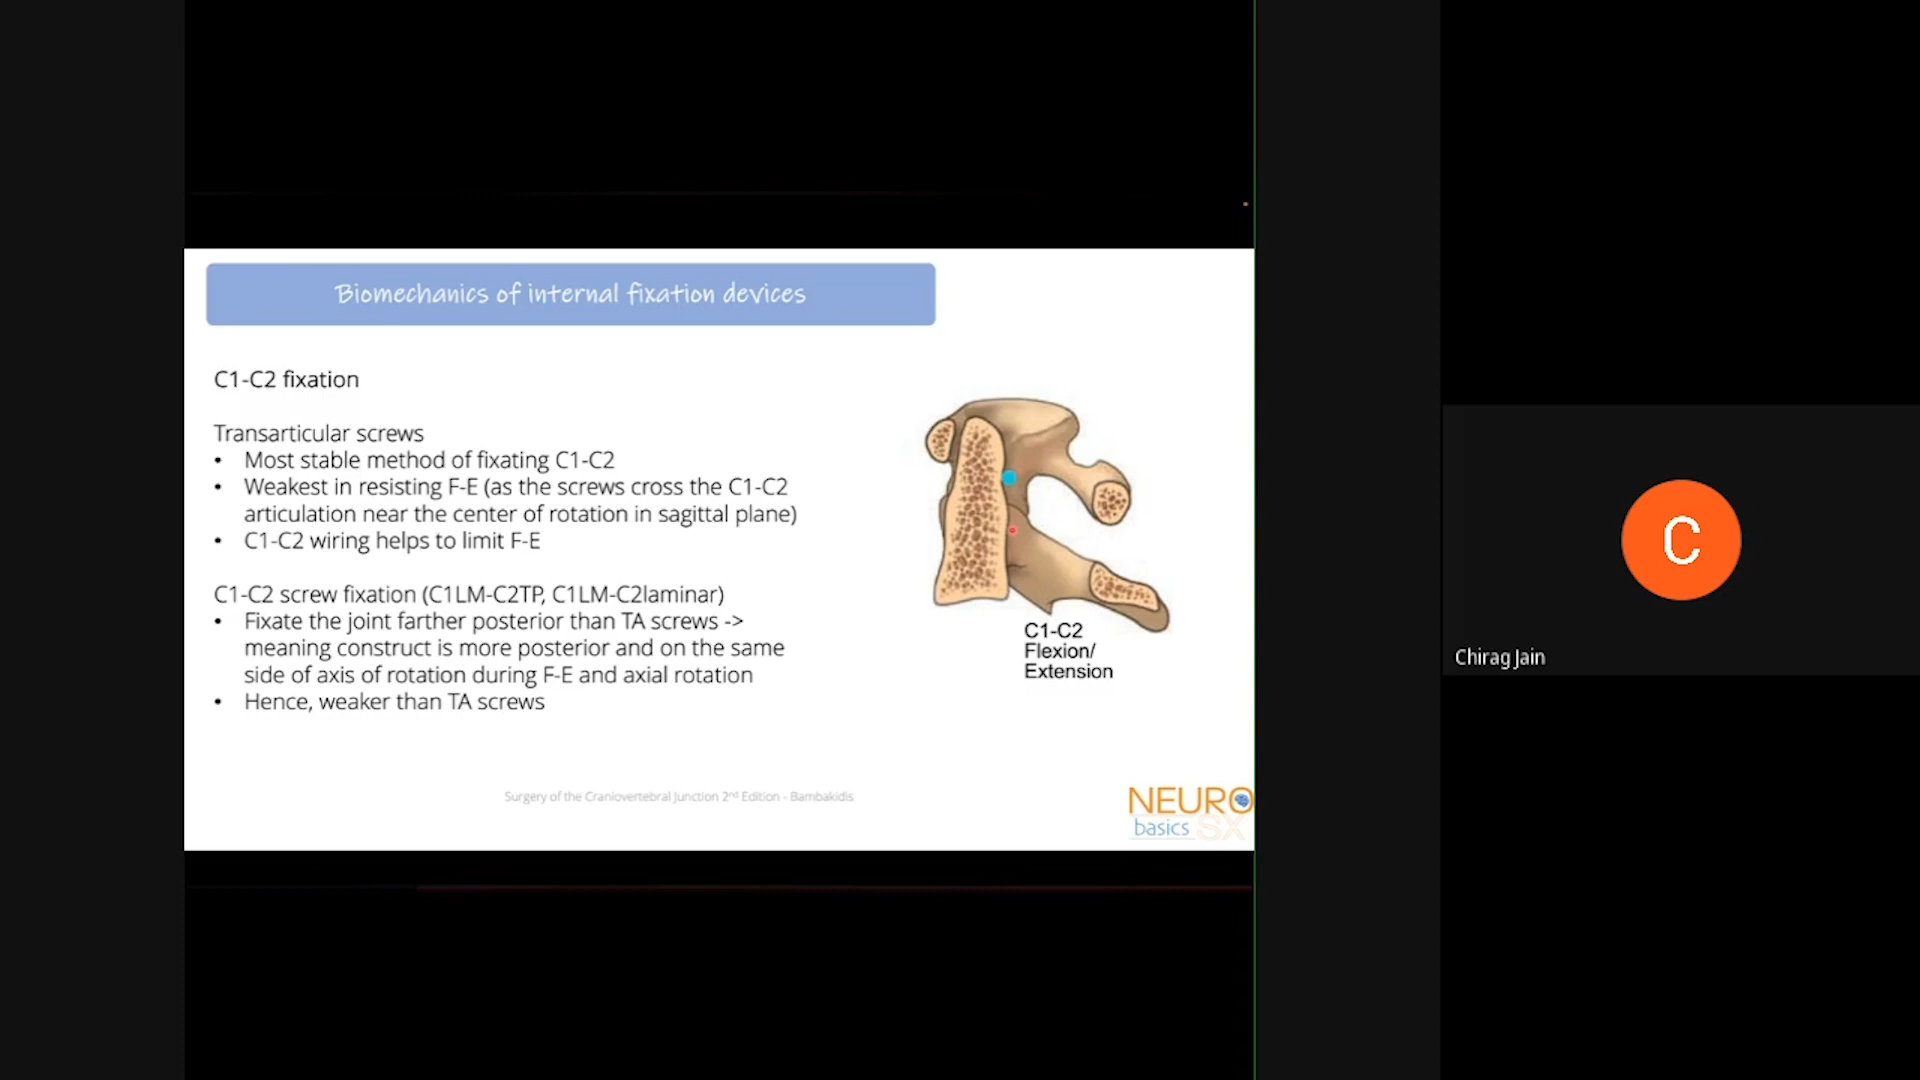 Biomechanics of internal fixation devices
C1-C2 fixation
Transarticular screws
• Most stable method of fixating C1-C2
• Weakest in resisting F-E (as the screws cross the C1-C2
articulation near the center of rotation in sagittal plane)
• C1-C2 wiring helps to limit F-E
C1-C2 screw fixation (C1LM-C2TP, C1LM-C2laminar)
• Fixate the joint farther posterior than TA screws ->
meaning construct is more posterior and on the same
side of axis of rotation during F-E and axial rotation
• Hence, weaker than TA screws
C1-C2
Flexion/
Extension
Surgery of the Craniovertebral Junction 2nd Edition - Bambakidis
NEURO
basics SX
C
Chirag Jain